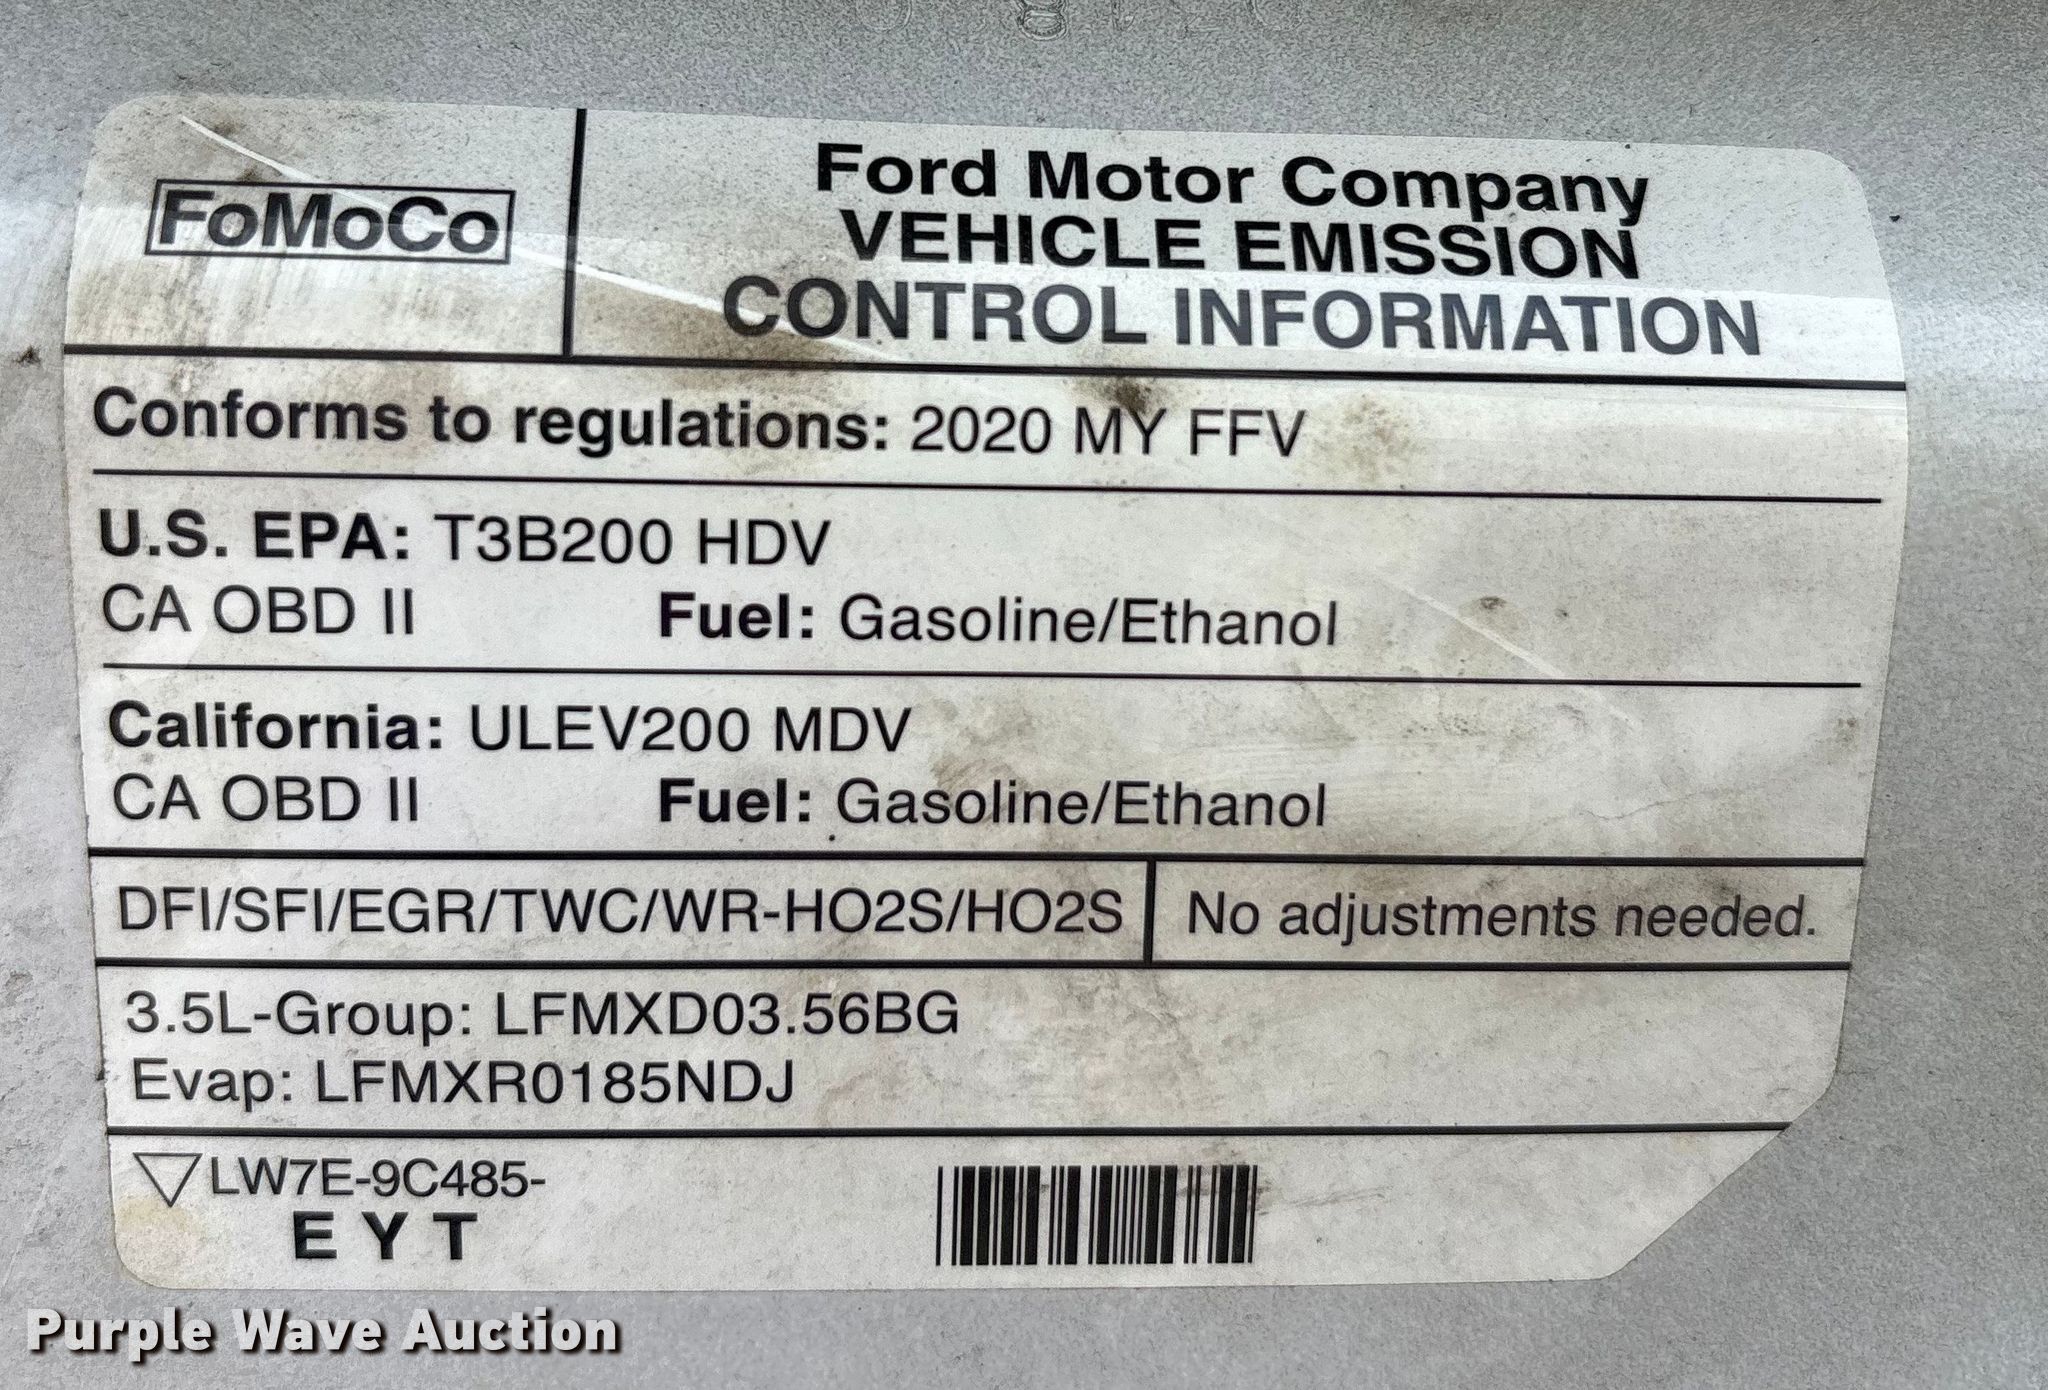 FoMoCo
Ford Motor Company
VEHICLE EMISSION
CONTROL INFORMATION
Conforms to regulations: 2020 MY FFV
U.S. EPA: T3B200 HDV
CA OBD II Fuel: Gasoline/Ethanol
California: ULEV200 MDV
CA OBD II Fuel: Gasoline/Ethanol
DFI/SFI/EGR/TWC/WR-HO2S/HO2S No adjustments needed.
3.5L-Group: LFMXD03.56BG
Evap: LFMXR0185NDJ
LW7E-9C485-
E Y T
Purple Wave Auction